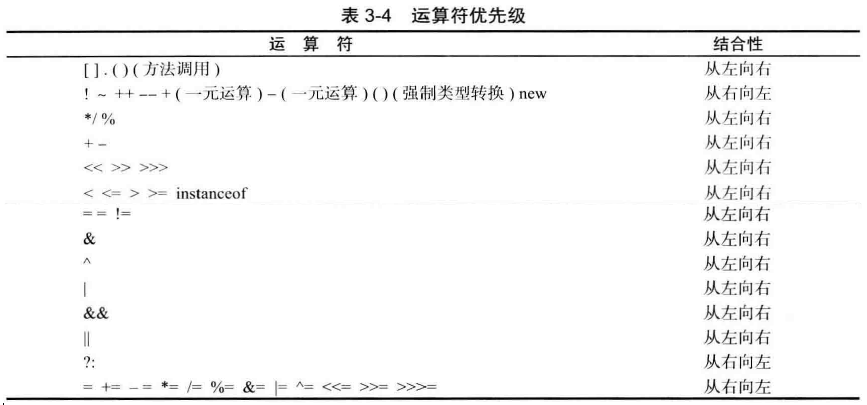 表 3-4 运算符优先级
运 算 符 结合性
[ ] . ( ) ( 方法调用 ) 从左向右
! ~ ++ -- + ( 一元运算 ) – ( 一元运算 ) ( ) ( 强制类型转换 ) new 从右向左
*/ % 从左向右
+ – 从左向右
<< >> >>> 从左向右
< <= > >= instanceof 从左向右
= = != 从左向右
& 从左向右
^ 从左向右
| 从左向右
&& 从左向右
|| 从左向右
?: 从右向左
= += – = *= /= %= &= |= ^= <<= >>= >>>= 从右向左